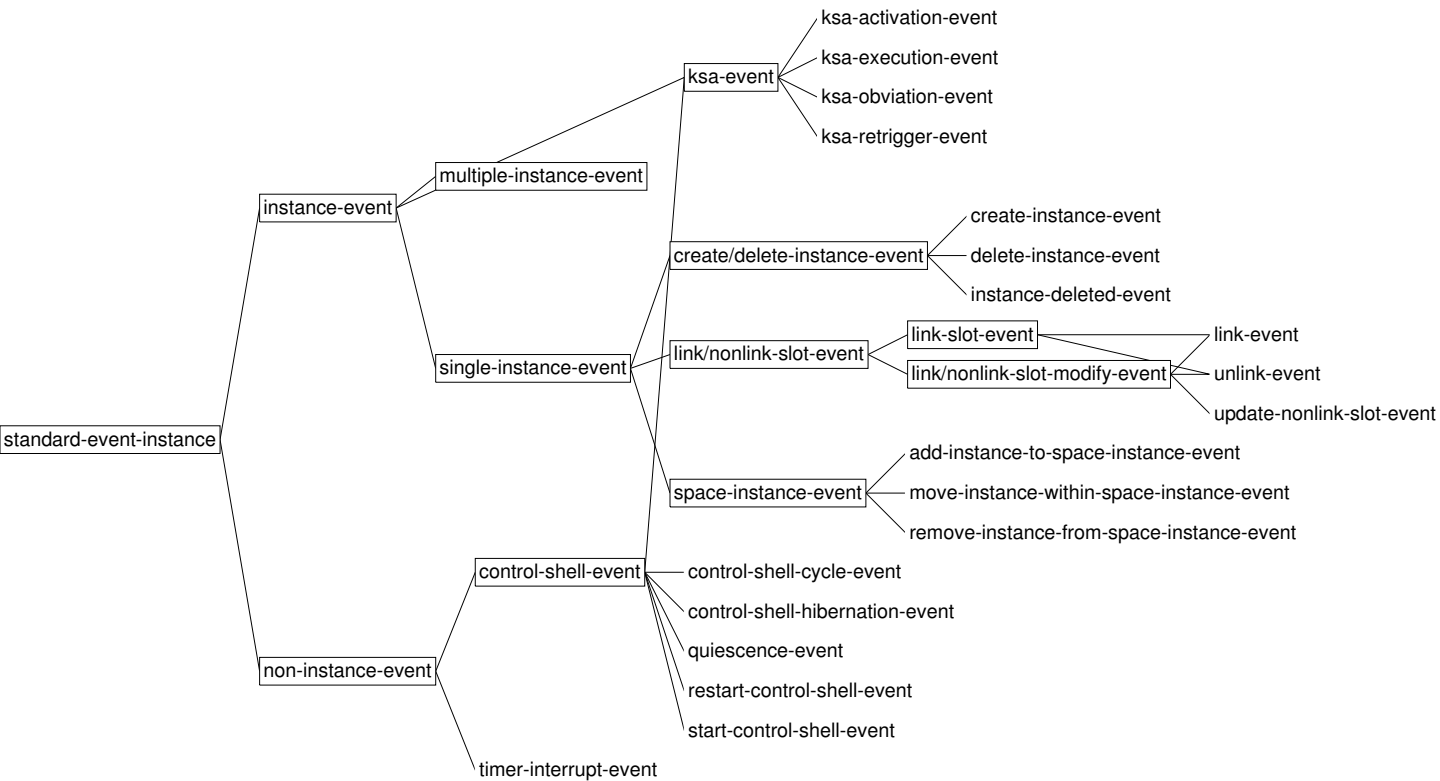 ksa-activation-event
ksa-execution-event
ksa-event
ksa-obviation-event
ksa-retrigger-event
multiple-instance-event
instance-event
create-instance-event
create/delete-instance-event
delete-instance-event
instance-deleted-event
link-slot-event
link-event
link/nonlink-slot-event
single-instance-event
link/nonlink-slot-modify-event
unlink-event
update-nonlink-slot-event
standard-event-instance
add-instance-to-space-instance-event
space-instance-event
move-instance-within-space-instance-event
remove-instance-from-space-instance-event
control-shell-event
control-shell-cycle-event
control-shell-hibernation-event
quiescence-event
non-instance-event
restart-control-shell-event
start-control-shell-event
timer-interrupt-event